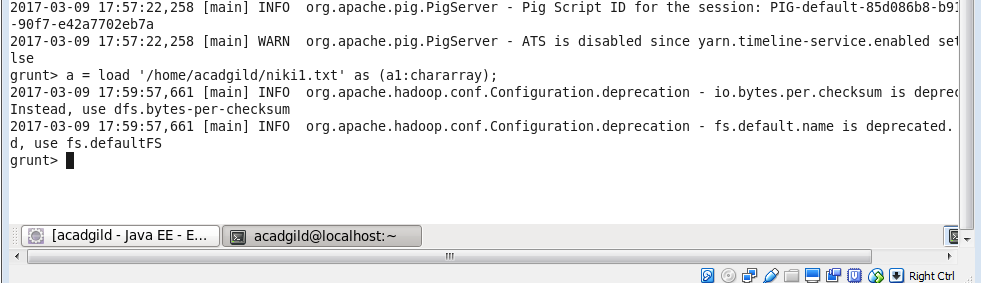 2017-03-09 17:57:22,258 [main] INFO  org.apache.pig.PigServer - Pig Script ID for the session: PIG-default-85d086b8-b91
-90f7-e42a7702eb7a
2017-03-09 17:57:22,258 [main] WARN  org.apache.pig.PigServer - ATS is disabled since yarn.timeline-service.enabled set
lse
grunt> a = load '/home/acadgild/niki1.txt' as (a1:chararray);
2017-03-09 17:59:57,661 [main] INFO  org.apache.hadoop.conf.Configuration.deprecation - io.bytes.per.checksum is deprec
Instead, use dfs.bytes-per-checksum
2017-03-09 17:59:57,661 [main] INFO  org.apache.hadoop.conf.Configuration.deprecation - fs.default.name is deprecated.
d, use fs.defaultFS
grunt>
[acadgild - Java EE - E...
acadgild@localhost:~
Right Ctrl